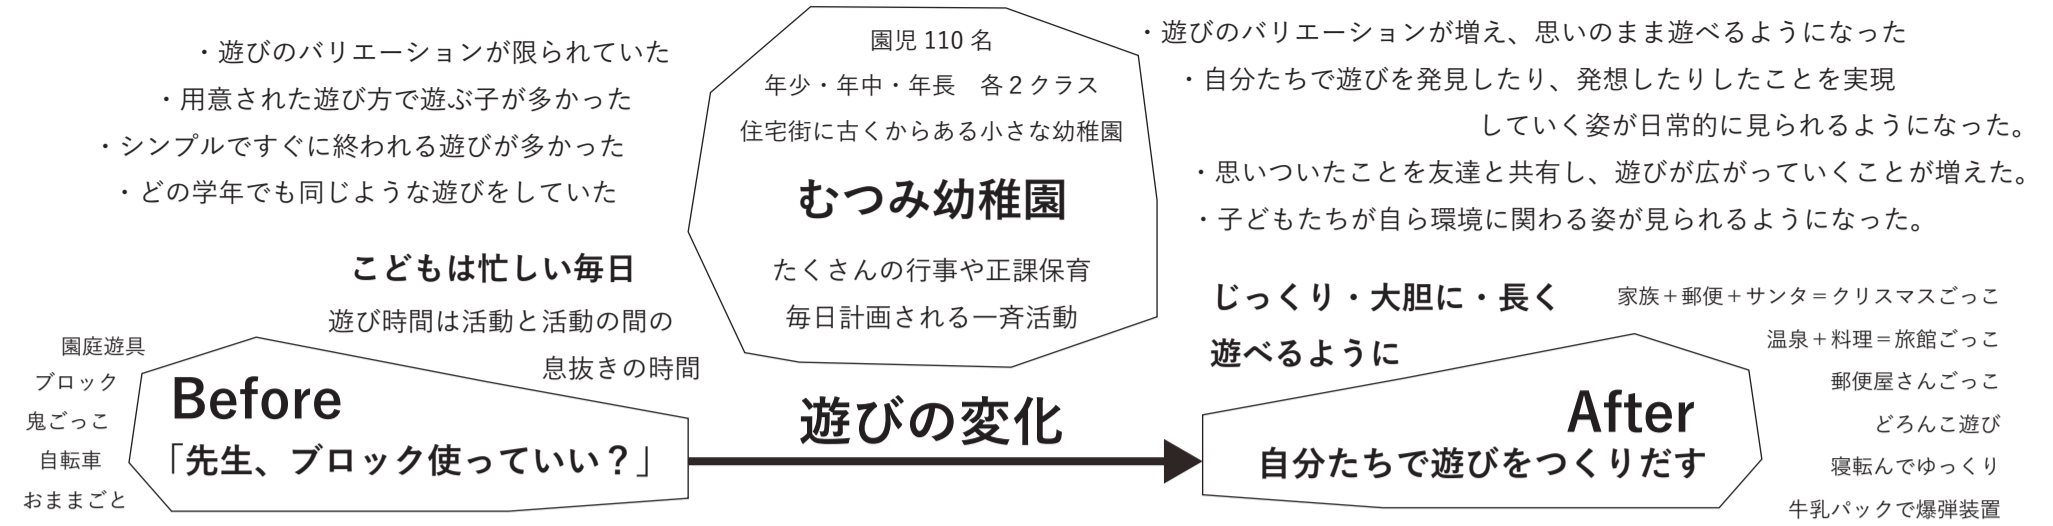 ・遊びのバリエーションが限られていた
・用意された遊び方で遊ぶ子が多かった
・シンプルですぐに終われる遊びが多かった
・どの学年でも同じような遊びをしていた
こどもは忙しい毎日
遊び時間は活動と活動の間の
息抜きの時間
園庭遊具
ブロック
鬼ごっこ
自転車
おままごと
Before
「先生、ブロック使っていい？」
園児 110 名
年少・年中・年長　各２クラス
住宅街に古くからある小さな幼稚園
むつみ幼稚園
たくさんの行事や正課保育
毎日計画される一斉活動
遊びの変化
・遊びのバリエーションが増え、思いのまま遊べるようになった
・自分たちで遊びを発見したり、発想したりしたことを実現
していく姿が日常的に見られるようになった。
・思いついたことを友達と共有し、遊びが広がっていくことが増えた。
・子どもたちが自ら環境に関わる姿が見られるようになった。
じっくり・大胆に・長く
遊べるように
After
自分たちで遊びをつくりだす
家族＋郵便＋サンタ＝クリスマスごっこ
温泉＋料理＝旅館ごっこ
郵便屋さんごっこ
どろんこ遊び
寝転んでゆっくり
牛乳パックで爆弾装置